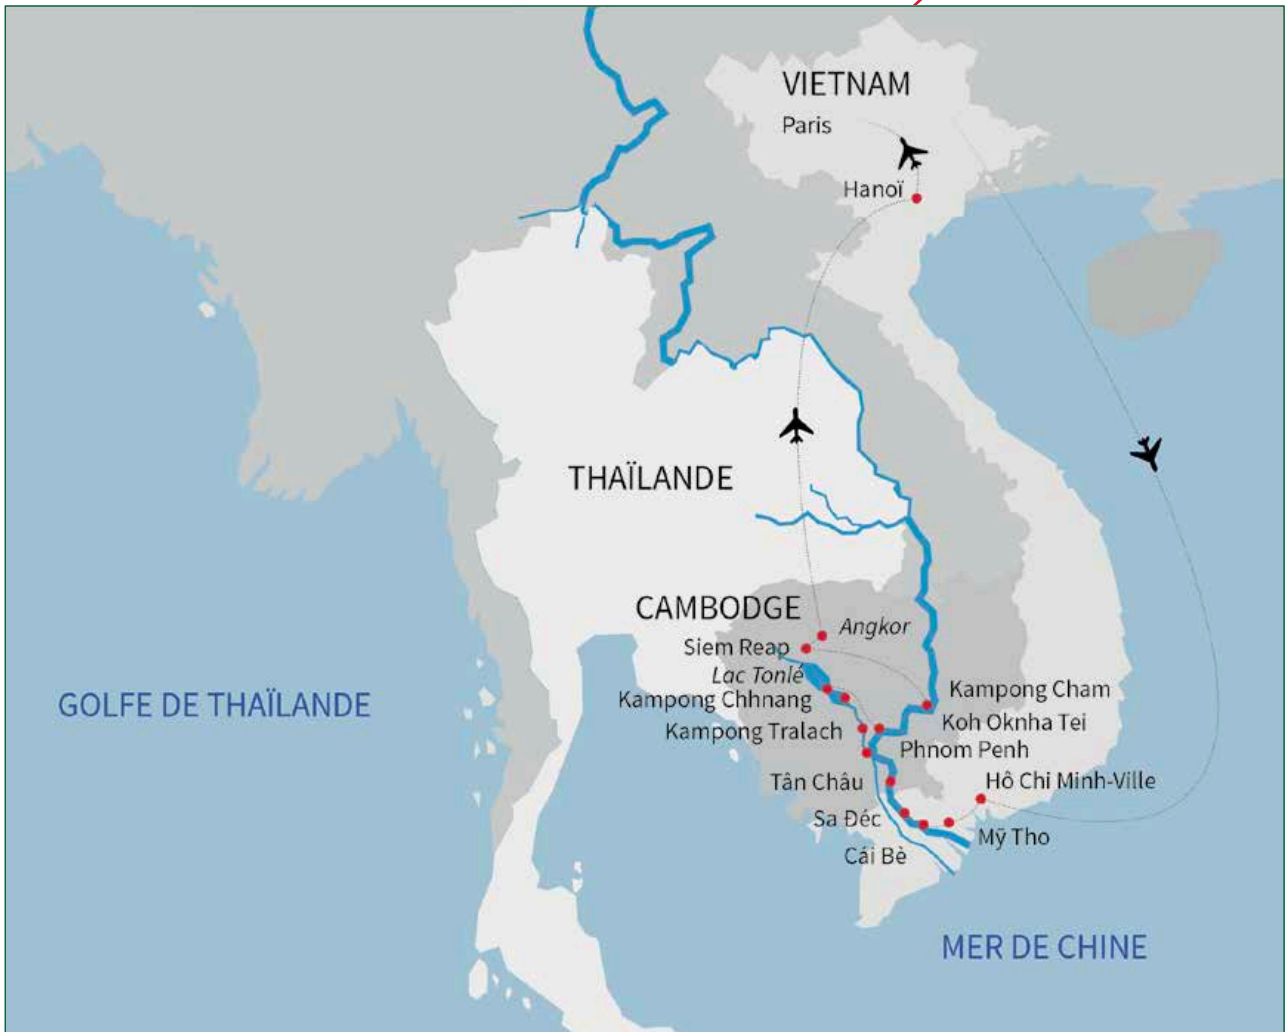 VIETNAM
Paris
Hanoï
THAÏLANDE
CAMBODGE
Angkor
Siem Reap
Lac Tonlé
Kampong Chhnang
Kampong Cham
Koh Oknha Tei
Kampong Tralach
Phnom Penh
GOLFE DE THAÏLANDE
Tân Châu
Hô Chi Minh-Ville
Sa Déc
Mỹ Tho
Cái Bè
MER DE CHINE